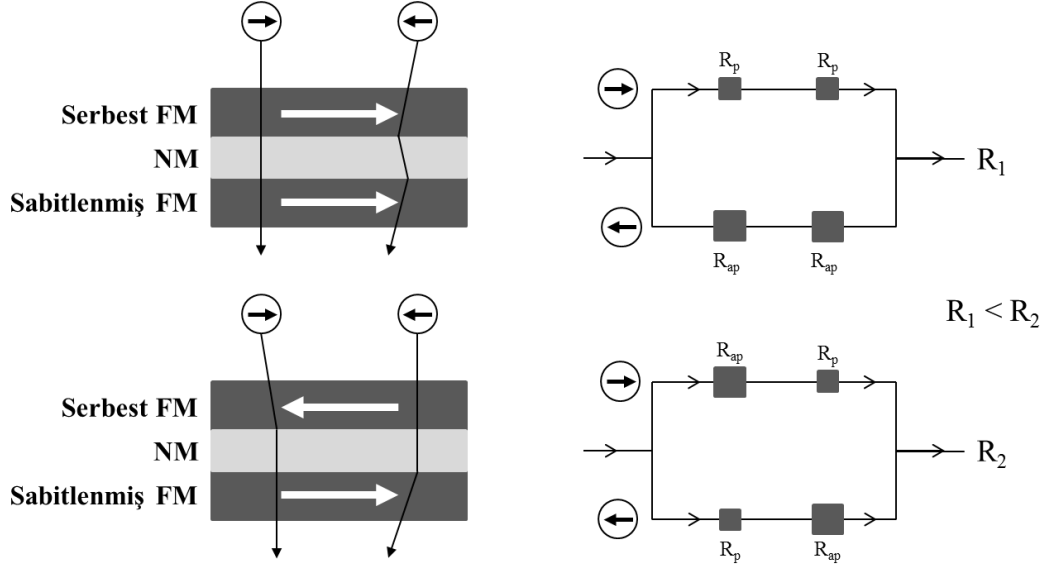 Serbest FM
NM
Sabitlenmiş FM
R_p R_p
R_1
R_ap R_ap
R_1 < R_2
Serbest FM
NM
Sabitlenmiş FM
R_ap R_p
R_2
R_p R_ap